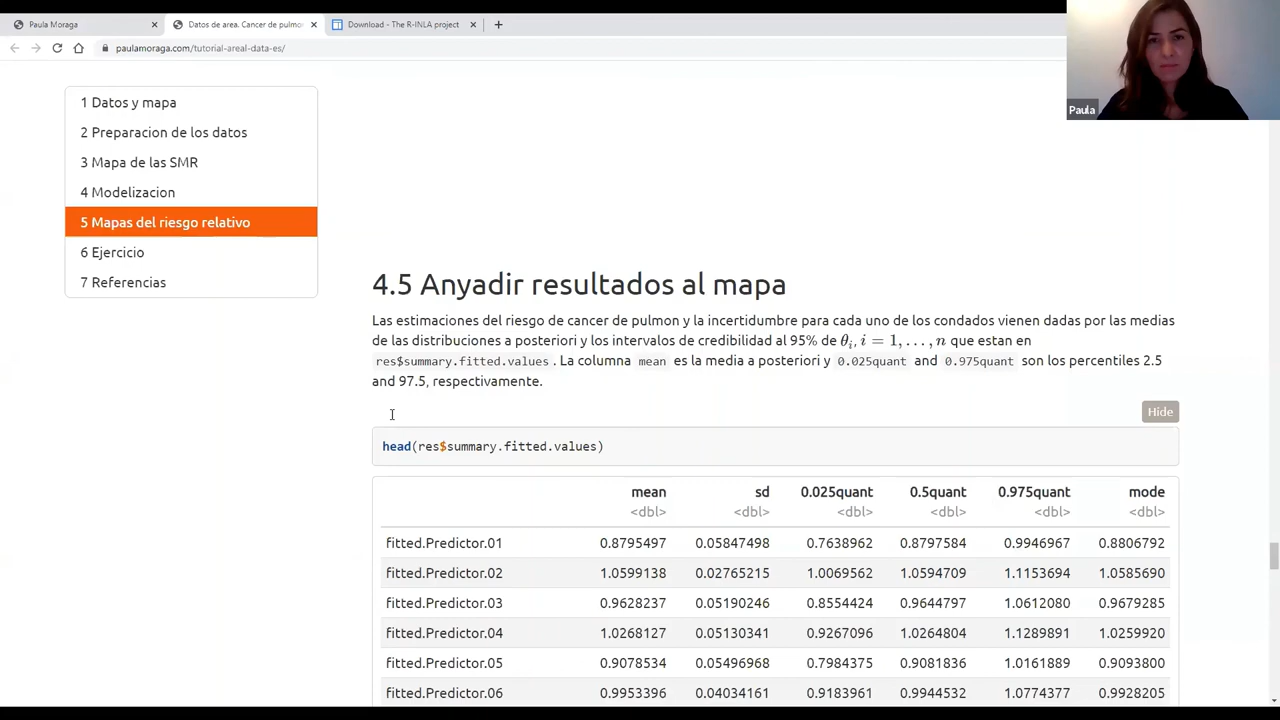 Paula Moraga
Datos de area. Cancer de pulmo
Download - The R-INLA project
paulamoraga.com/tutorial-areal-data-es/
Paula
1 Datos y mapa
2 Preparacion de los datos
3 Mapa de las SMR
4 Modelizacion
5 Mapas del riesgo relativo
6 Ejercicio
7 Referencias
4.5 Anyadir resultados al mapa
Las estimaciones del riesgo de cancer de pulmon y la incertidumbre para cada uno de los condados vienen dadas por las medias
de las distribuciones a posteriori y los intervalos de credibilidad al 95% de θᵢ, i = 1, . . . , n que estan en
res$summary.fitted.values . La columna mean es la media a posteriori y 0.025quant and 0.975quant son los percentiles 2.5
and 97.5, respectivamente.
Hide
head(res$summary.fitted.values)
mean sd 0.025quant 0.5quant 0.975quant mode
<dbl> <dbl> <dbl> <dbl> <dbl> <dbl>
fitted.Predictor.01 0.8795497 0.05847498 0.7638962 0.8797584 0.9946967 0.8806792
fitted.Predictor.02 1.0599138 0.02765215 1.0069562 1.0594709 1.1153694 1.0585690
fitted.Predictor.03 0.9628237 0.05190246 0.8554424 0.9644797 1.0612080 0.9679285
fitted.Predictor.04 1.0268127 0.05130341 0.9267096 1.0264804 1.1289891 1.0259920
fitted.Predictor.05 0.9078534 0.05496968 0.7984375 0.9081836 1.0161889 0.9093800
fitted.Predictor.06 0.9953396 0.04034161 0.9183961 0.9944532 1.0774377 0.9928205